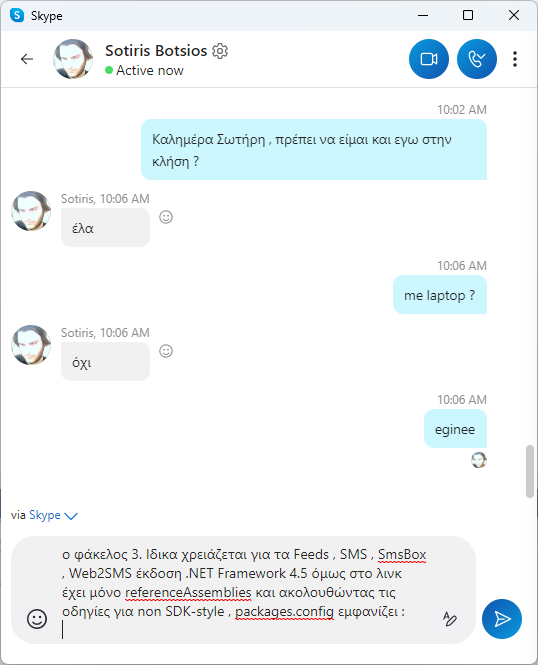 Skype
Sotiris Botsios
Active now
10:02 AM
Καλημέρα Σωτήρη , πρέπει να είμαι και εγω στην
κλήση ?
Sotiris, 10:06 AM
έλα
10:06 AM
me laptop ?
Sotiris, 10:06 AM
όχι
10:06 AM
eginee
via Skype
ο φάκελος 3. Ιδικα χρειάζεται για τα Feeds , SMS , SmsBox
, Web2SMS έκδοση .NET Framework 4.5 όμως στο λινκ
έχει μόνο referenceAssemblies και ακολουθώντας τις
οδηγίες για non SDK-style , packages.config εμφανίζει :